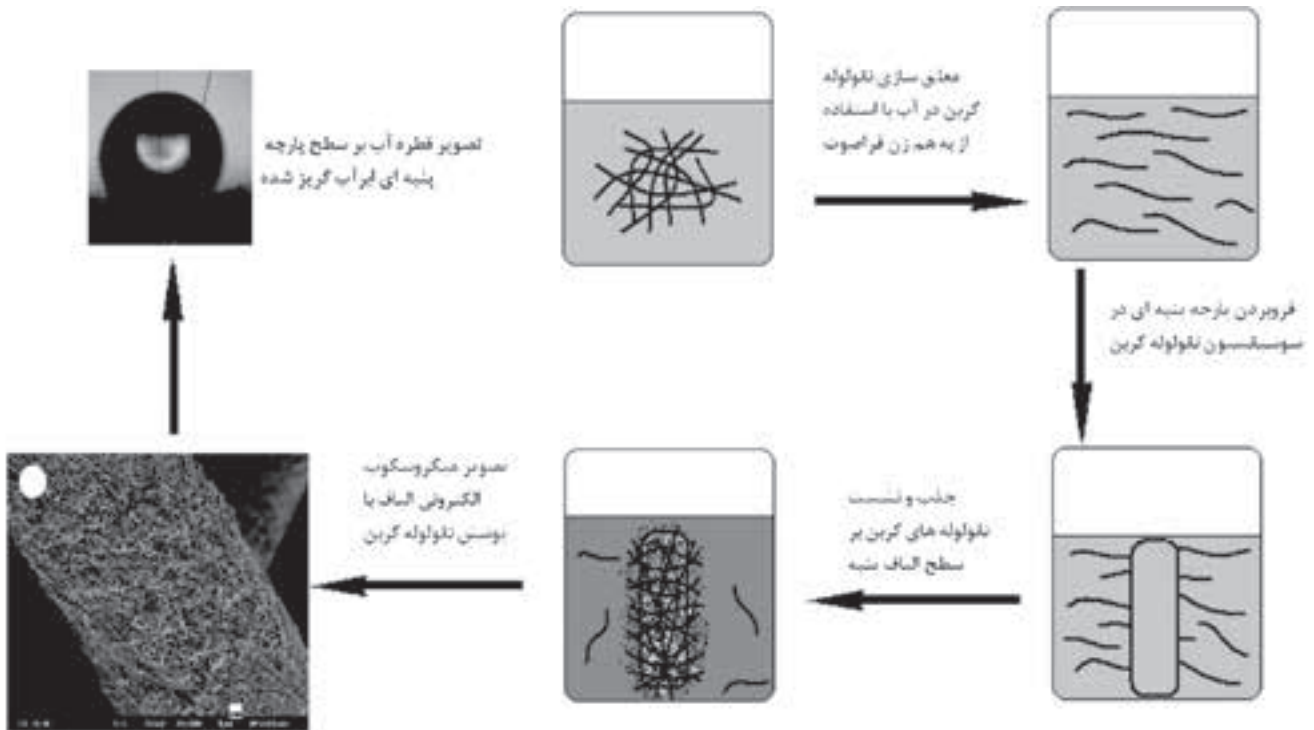 معلق سازی نانولوله
کربن در آب با استفاده
از به هم زن فراصوت
فروبردن پارچه پنبه ای در
سوسپانسیون نانولوله کربن
جذب و نشست
نانولوله های کربن بر
سطح الیاف پنبه
تصویر میکروسکوپ
الکترونی الیاف با
پوشش نانولوله کربن
تصویر قطره آب بر سطح پارچه
پنبه ای ابرآب گریز شده